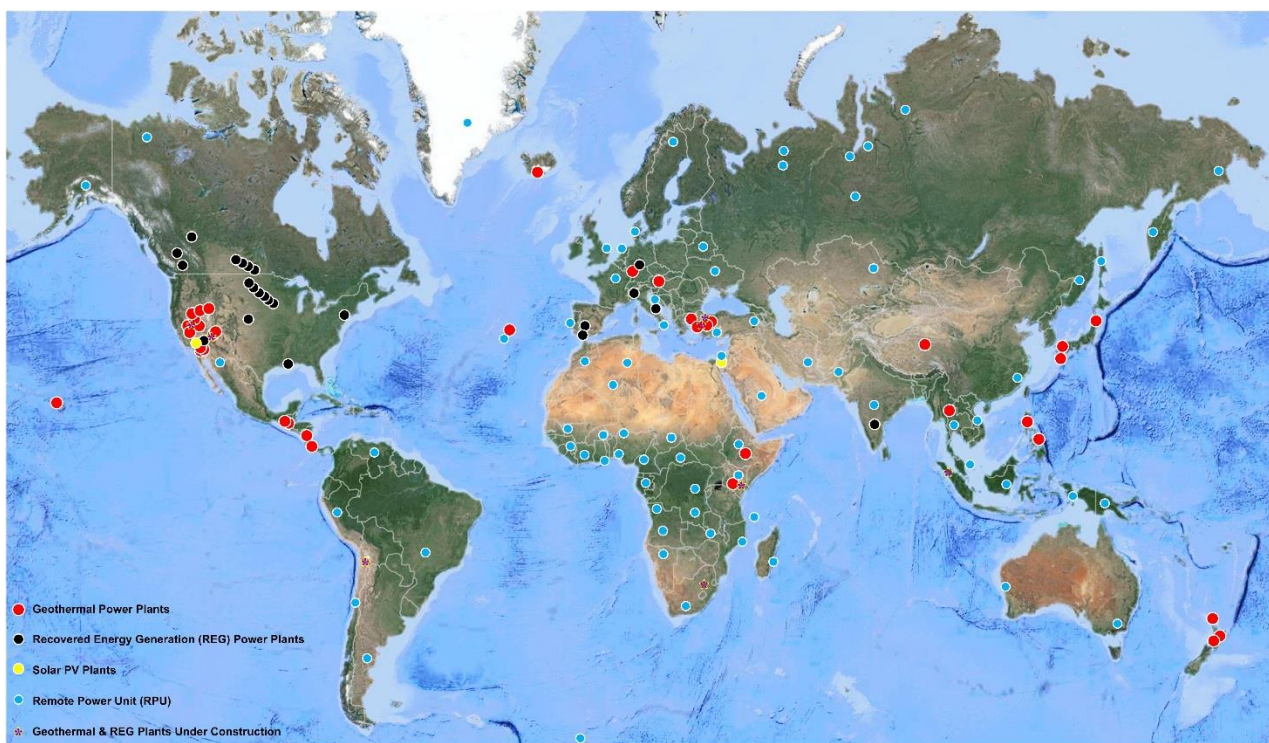 Geothermal Power Plants
Recovered Energy Generation (REG) Power Plants
Solar PV Plants
Remote Power Unit (RPU)
Geothermal & REG Plants Under Construction